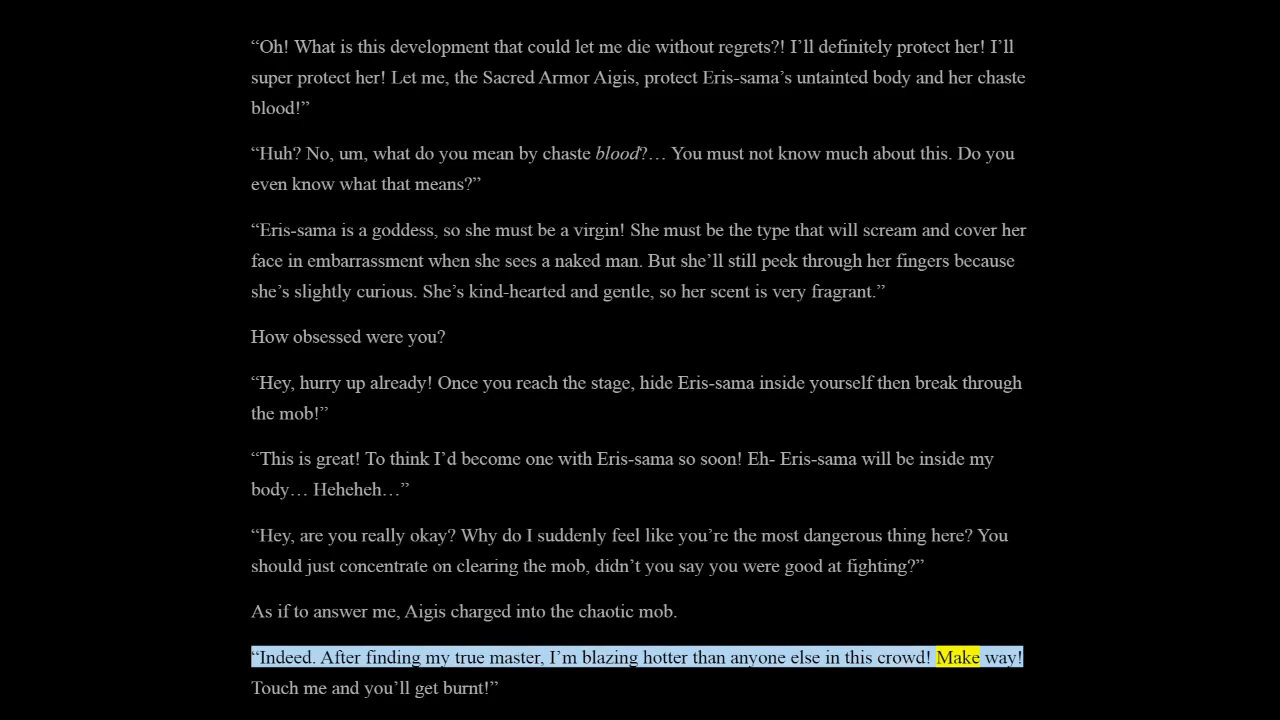 “Oh! What is this development that could let me die without regrets?! I’ll definitely protect her! I’ll
super protect her! Let me, the Sacred Armor Aigis, protect Eris-sama’s untainted body and her chaste
blood!”
“Huh? No, um, what do you mean by chaste blood?… You must not know much about this. Do you
even know what that means?”
“Eris-sama is a goddess, so she must be a virgin! She must be the type that will scream and cover her
face in embarrassment when she sees a naked man. But she’ll still peek through her fingers because
she’s slightly curious. She’s kind-hearted and gentle, so her scent is very fragrant.”
How obsessed were you?
“Hey, hurry up already! Once you reach the stage, hide Eris-sama inside yourself then break through
the mob!”
“This is great! To think I’d become one with Eris-sama so soon! Eh- Eris-sama will be inside my
body… Heheheh…”
“Hey, are you really okay? Why do I suddenly feel like you’re the most dangerous thing here? You
should just concentrate on clearing the mob, didn’t you say you were good at fighting?”
As if to answer me, Aigis charged into the chaotic mob.
“Indeed. After finding my true master, I’m blazing hotter than anyone else in this crowd! Make way!
Touch me and you’ll get burnt!”